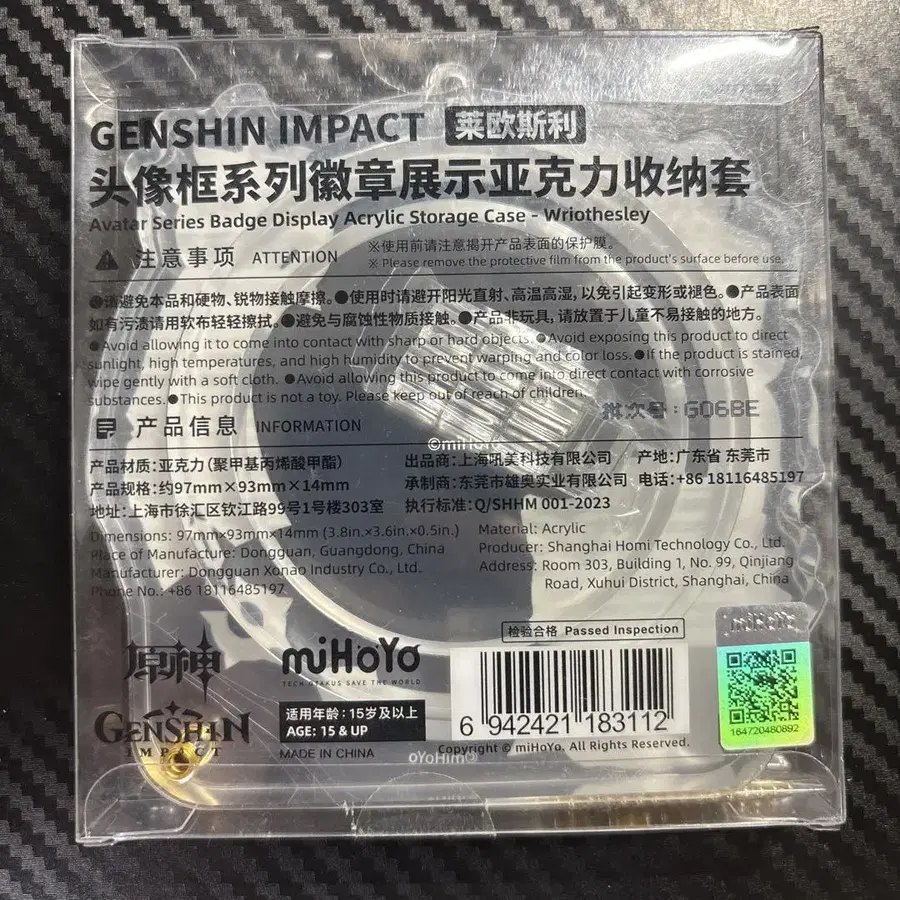 GENSHIN IMPACT 莱欧斯利
头像框系列徽章展示亚克力收纳套
Avatar Series Badge Display Acrylic Storage Case - Wriothesley
注意事项 ATTENTION
※使用前请注意揭开产品表面的保护膜。
※ Please remove the protective film from the product's surface before use.
●请避免本品和硬物、锐物接触摩擦。●使用时请避开阳光直射、高温高湿，以免引起变形或褪色。●产品表面
如有污渍请用软布轻轻擦拭。●避免与腐蚀性物质接触。●产品非玩具，请放置于儿童不易接触的地方。
●Avoid allowing it to come into contact with sharp or hard objects. ●Avoid exposing this product to direct
sunlight, high temperatures, and high humidity to prevent warping and color loss. ●If the product is stained,
wipe gently with a soft cloth. ●Avoid allowing this product to come into direct contact with corrosive
substances. ●This product is not a toy. Please keep out of reach of children.
批次号：G06BE
产品信息 INFORMATION
©miHoYo
产品材质：亚克力（聚甲基丙烯酸甲酯）
产品规格：约97mm×93mm×14mm
地址：上海市徐汇区钦江路99号1号楼303室
出品商：上海吼美科技有限公司 产地：广东省 东莞市
承制商：东莞市雄奥实业有限公司 电话：+86 18116485197
执行标准：Q/SHHM 001-2023
Dimensions: 97mm×93mm×14mm (3.8in.×3.6in.×0.5in.)
Place of Manufacture: Dongguan, Guangdong, China
Manufacturer: Dongguan Xonao Industry Co., Ltd.
Phone No.: +86 18116485197
Material: Acrylic
Producer: Shanghai Homi Technology Co., Ltd.
Address: Room 303, Building 1, No. 99, Qinjiang
Road, Xuhui District, Shanghai, China
原神
GENSHIN
IMPACT
miHoYo
TECH OTAKUS SAVE THE WORLD
适用年龄：15岁及以上
AGE: 15 & UP
MADE IN CHINA
检验合格 Passed Inspection
6 942421 183112
Copyright © miHoYo. All Rights Reserved.
miHoYo
164720480892